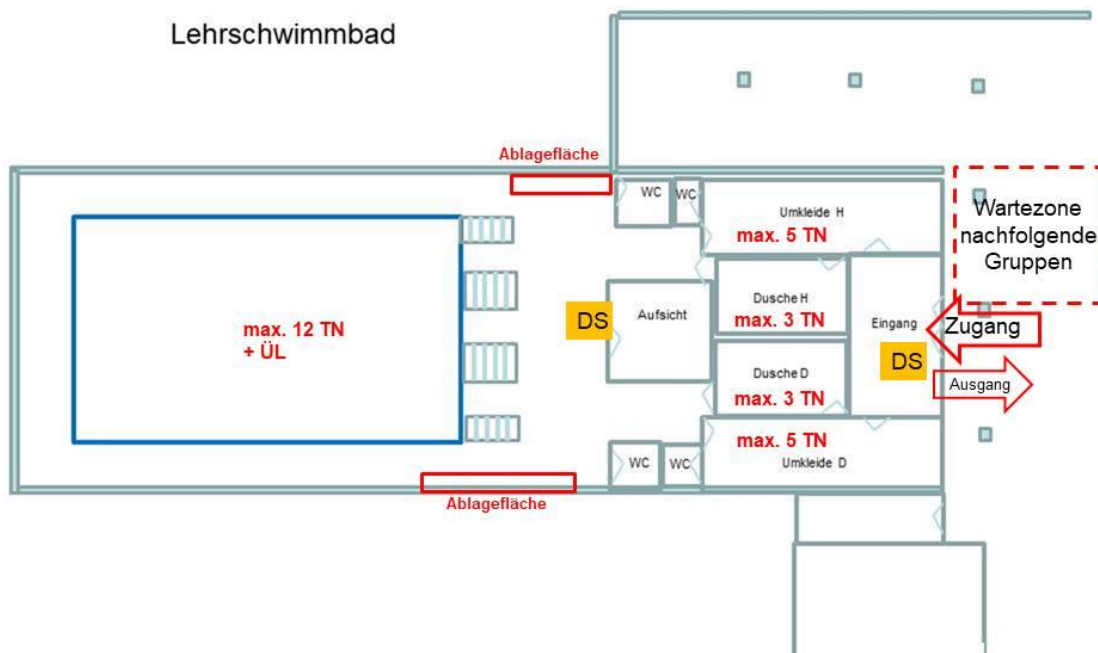 Lehrschwimmbad
Ablagefläche
WC
WC
Umkleide H
max. 5 TN
Wartezone
nachfolgende
Gruppen
Dusche H
max. 3 TN
DS
Aufsicht
Eingang
Zugang
max. 12 TN
+ ÜL
DS
Dusche D
max. 3 TN
Ausgang
max. 5 TN
WC
WC
Umkleide D
Ablagefläche